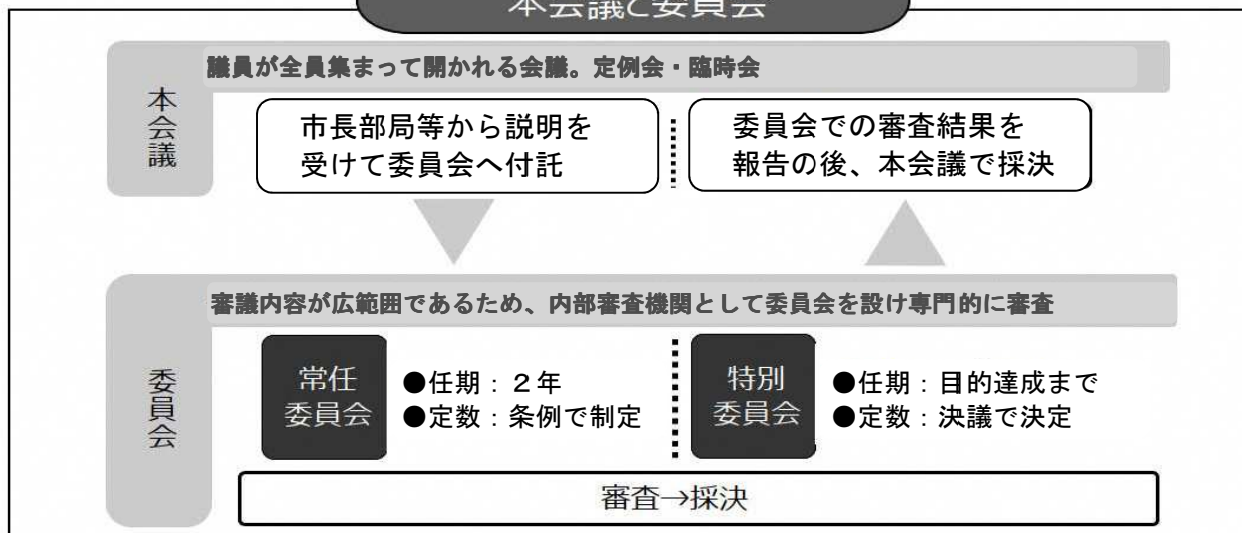 本会議と委員会
本会議
議員が全員集まって開かれる会議。定例会・臨時会
市長部局等から説明を
受けて委員会へ付託
委員会での審査結果を
報告の後、本会議で採決
委員会
審議内容が広範囲であるため、内部審査機関として委員会を設け専門的に審査
常任
委員会
●任期：２年
●定数：条例で制定
特別
委員会
●任期：目的達成まで
●定数：決議で決定
審査→採決